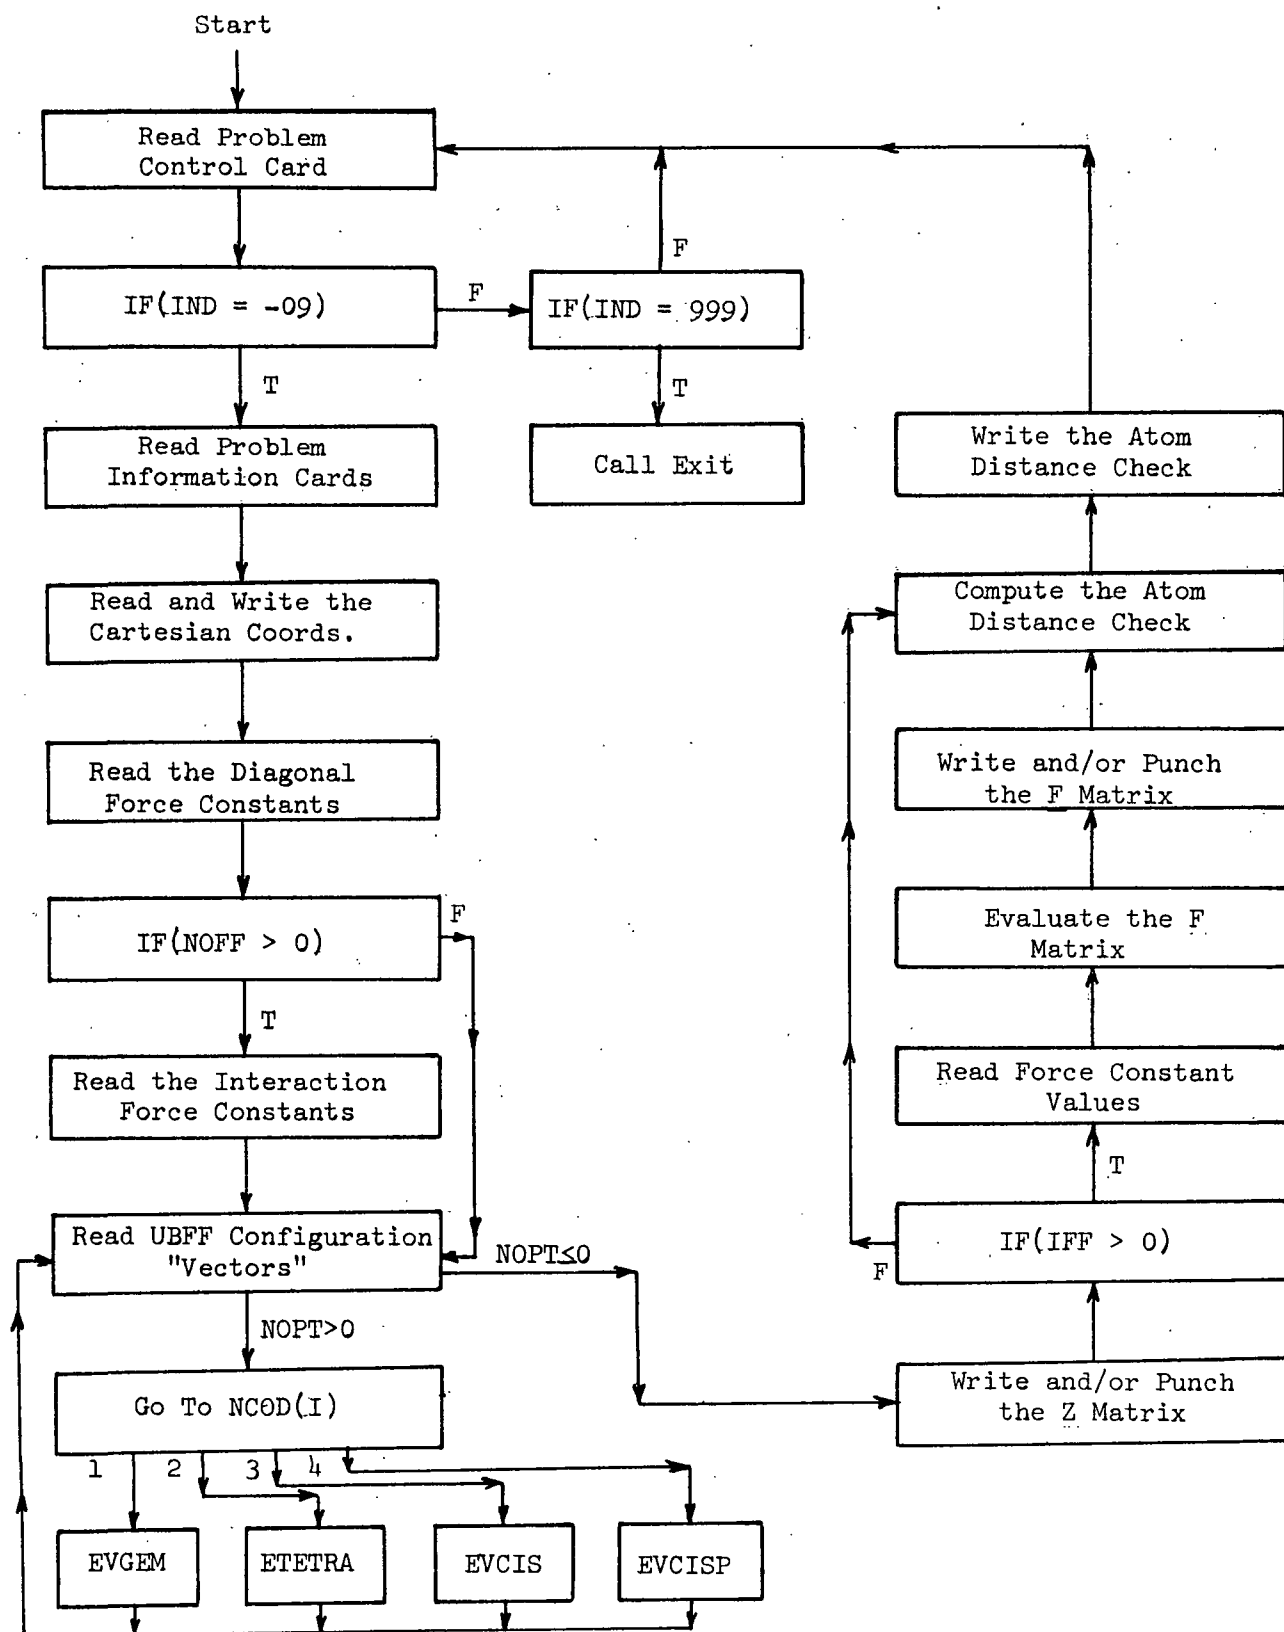 Start
Read Problem
Control Card
F
IF(IND = -09)
F
IF(IND = 999)
T
T
Read Problem
Information Cards
Call Exit
Write the Atom
Distance Check
Read and Write the
Cartesian Coords.
Compute the Atom
Distance Check
Read the Diagonal
Force Constants
Write and/or Punch
the F Matrix
IF(NOFF > 0)
F
Evaluate the F
Matrix
T
Read the Interaction
Force Constants
Read Force Constant
Values
T
Read UBFF Configuration
"Vectors"
NOPT≤0
IF(IFF > 0)
F
NOPT>0
Go To NCOD(I)
Write and/or Punch
the Z Matrix
1 2 3 4
EVGEM
ETETRA
EVCIS
EVCISP